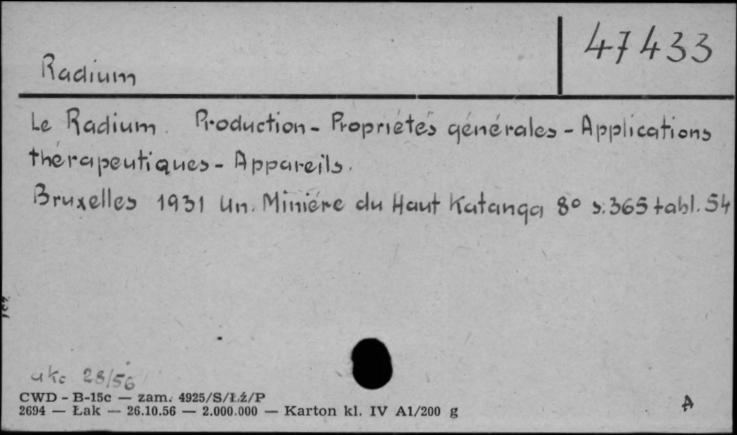 47433
Radium
Le Radium. Production - Propriétés générales - Applications
thérapeutiques - Appareils.
Bruxelles 1931 Un. Minière du Haut Katanga 8° s. 365 tabl. 54
akc 28/56
CWD - B-15c — zam. 4925/S/ŁŻ/P
2694 — Łak — 26.10.56 — 2.000.000 — Karton kl. IV A1/200 g
A